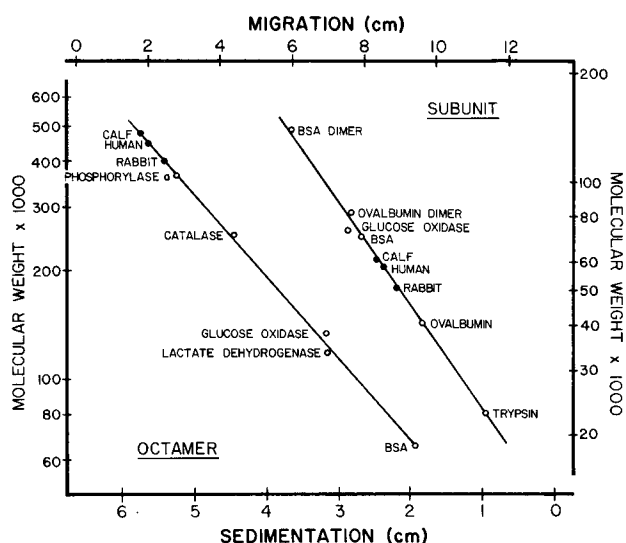 MIGRATION (cm)
0 2 4 6 8 10 12
200
600
500
400
300
200
100
80
60
MOLECULAR WEIGHT x 1000
SUBUNIT
CALF
HUMAN
RABBIT
PHOSPHORYLASE a
CATALASE
GLUCOSE OXIDASE
LACTATE DEHYDROGENASE
BSA
OCTAMER
BSA DIMER
OVALBUMIN DIMER
GLUCOSE OXIDASE
BSA
CALF
HUMAN
RABBIT
OVALBUMIN
TRYPSIN
100
80
60
50
40
30
20
MOLECULAR WEIGHT x 1000
6 5 4 3 2 1 0
SEDIMENTATION (cm)